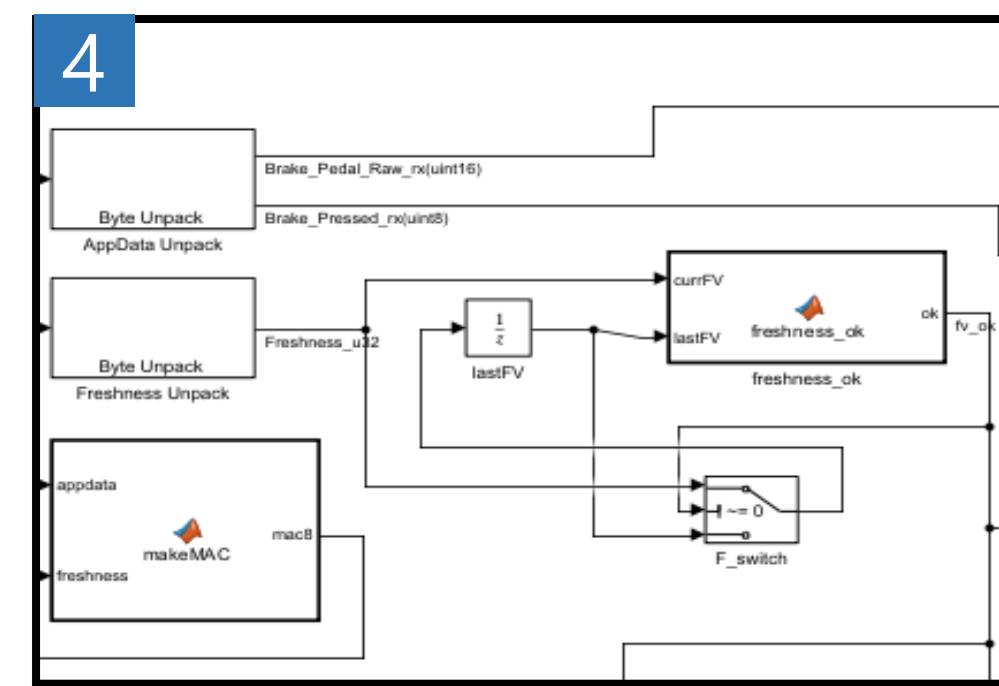 4
Brake_Pedal_Raw_rx(uint16)
Byte Unpack
Brake_Pressed_rx(uint8)
AppData Unpack
currFV
freshness_ok
ok
fv_ok
lastFV
freshness_ok
1
z
lastFV
Freshness_u32
Byte Unpack
Freshness Unpack
appdata
makeMAC
mac8
freshness
~= 0
F_switch